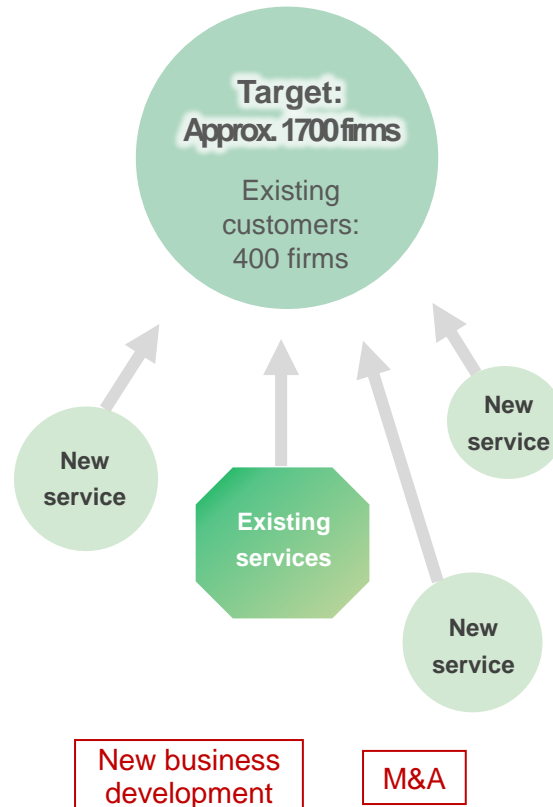 Target:
Approx. 1700 firms
Existing
customers:
400 firms
New
service
New
service
Existing
services
New
service
New business
development
M&A